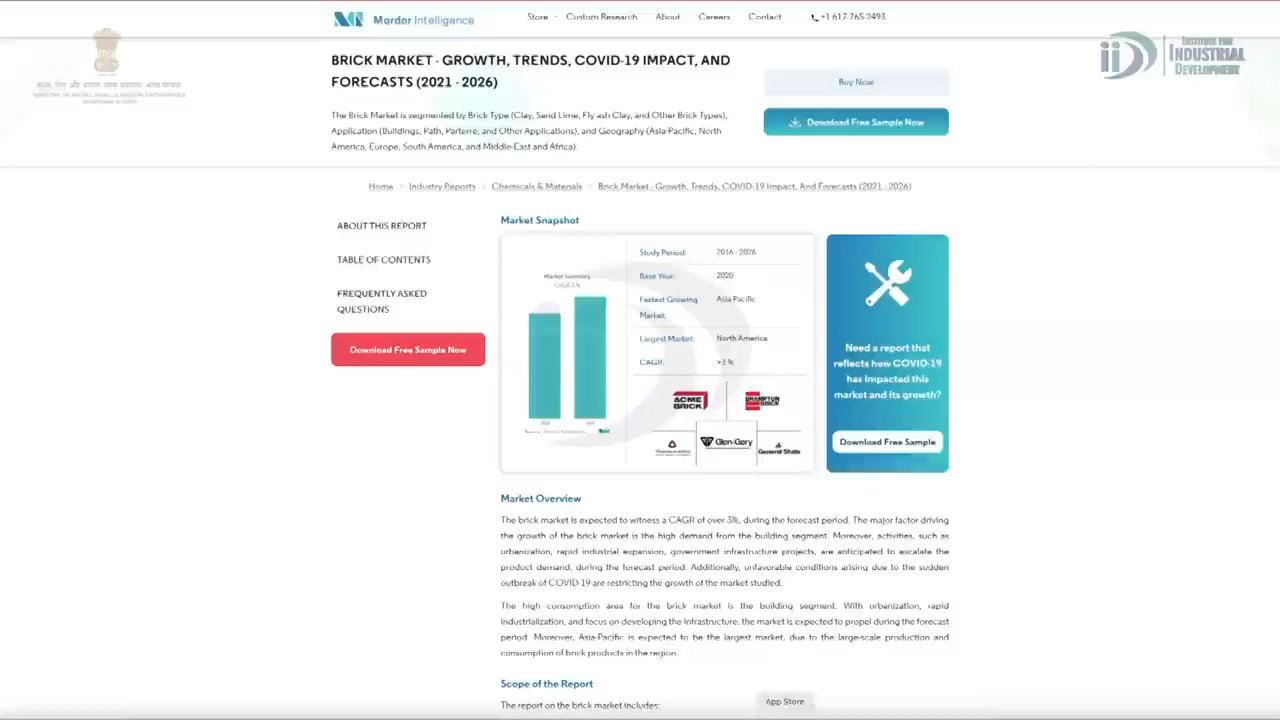 Mordor Intelligence
Store
Custom Research
About
Careers
Contact
+1 617-765-2493
INSTITUTE FOR
INDUSTRIAL
DEVELOPMENT
BRICK MARKET - GROWTH, TRENDS, COVID-19 IMPACT, AND
FORECASTS (2021 - 2026)
The Brick Market is segmented by Brick Type (Clay, Sand Lime, Fly ash Clay, and Other Brick Types),
Application (Buildings, Path, Parterre, and Other Applications), and Geography (Asia-Pacific, North
America, Europe, South America, and Middle-East and Africa).
Buy Now
Download Free Sample Now
Home > Industry Reports > Chemicals & Materials > Brick Market - Growth, Trends, COVID-19 Impact, And Forecasts (2021 - 2026)
ABOUT THIS REPORT
TABLE OF CONTENTS
FREQUENTLY ASKED
QUESTIONS
Download Free Sample Now
Market Snapshot
Market Summary
CAGR 3%
Study Period: 2016 - 2026
Base Year: 2020
Fastest Growing Market: Asia Pacific
Largest Market: North America
CAGR: >3 %
ACME
BRICK
BRAMPTON
BRICK
Glen-Gery
General Shale
Need a report that
reflects how COVID-19
has impacted this
market and its growth?
Download Free Sample
Market Overview
The brick market is expected to witness a CAGR of over 3%, during the forecast period. The major factor driving
the growth of the brick market is the high demand from the building segment. Moreover, activities, such as
urbanization, rapid industrial expansion, government infrastructure projects, are anticipated to escalate the
product demand, during the forecast period. Additionally, unfavorable conditions arising due to the sudden
outbreak of COVID-19 are restricting the growth of the market studied.
The high consumption area for the brick market is the building segment. With urbanization, rapid
industrialization, and focus on developing the infrastructure, the market is expected to propel during the forecast
period. Moreover, Asia-Pacific is expected to be the largest market, due to the large-scale production and
consumption of brick products in the region.
Scope of the Report
The report on the brick market includes:
App Store